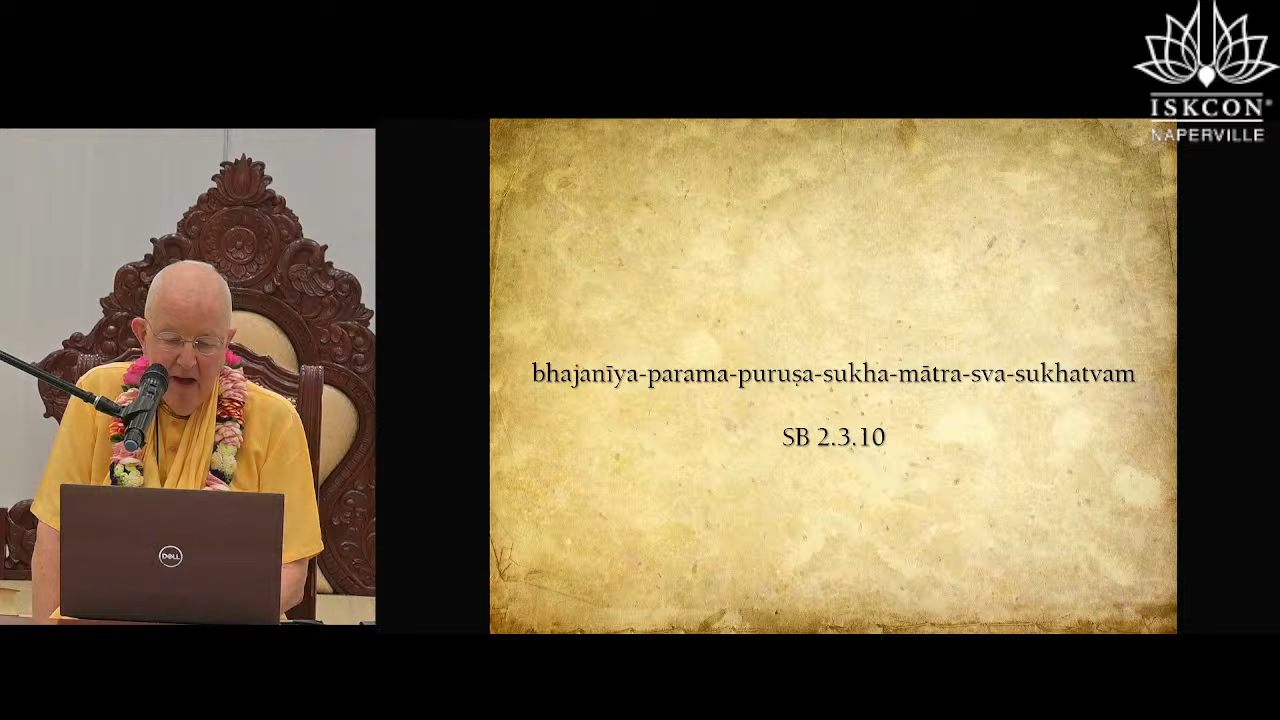 ISKCON®
NAPERVILLE
bhajanīya-parama-puruṣa-sukha-mātra-sva-sukhatvam
SB 2.3.10
DELL